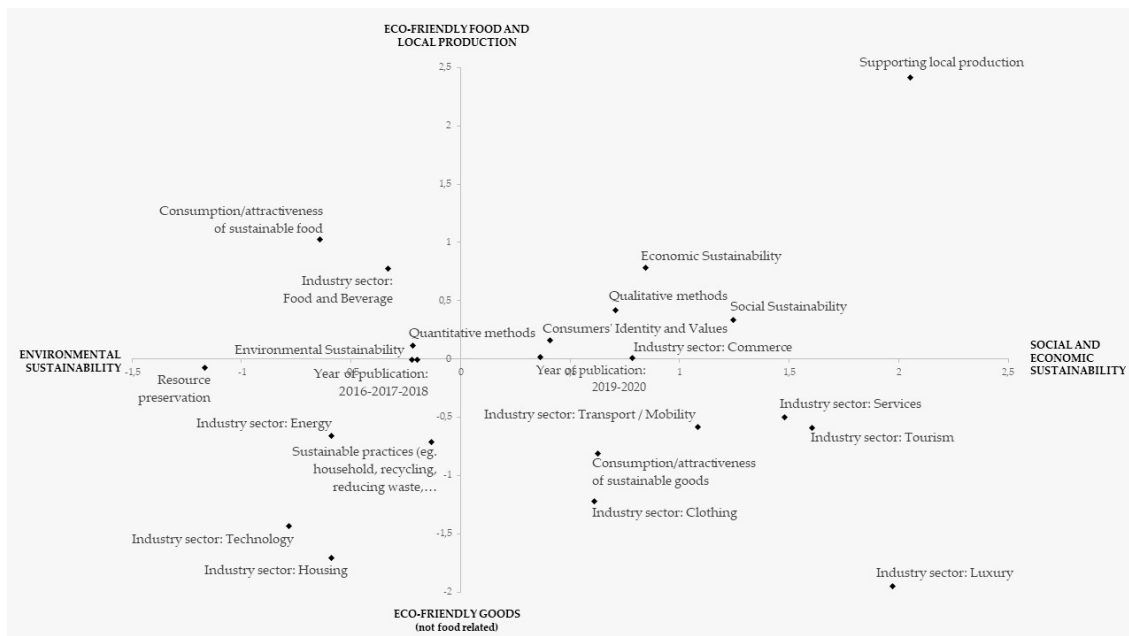 ECO-FRIENDLY FOOD AND
LOCAL PRODUCTION
2,5
Supporting local production
2
1,5
Consumption/attractiveness
of sustainable food
1
Economic Sustainability
Industry sector:
Food and Beverage
Qualitative methods
0,5
Social Sustainability
Quantitative methods
Consumers' Identity and Values
ENVIRONMENTAL
SUSTAINABILITY
Environmental Sustainability
0
Industry sector: Commerce
SOCIAL AND
ECONOMIC
SUSTAINABILITY
-1,5
-1
0
1
1,5
2
2,5
Resource
preservation
Year of publication:
2016-2017-2018
Year of publication:
2019-2020
Industry sector: Services
-0,5
Industry sector: Transport / Mobility
Industry sector: Energy
Industry sector: Tourism
Sustainable practices (eg.
household, recycling,
reducing waste,…
Consumption/attractiveness
of sustainable goods
-1
Industry sector: Clothing
-1,5
Industry sector: Technology
Industry sector: Housing
Industry sector: Luxury
-2
ECO-FRIENDLY GOODS
(not food related)